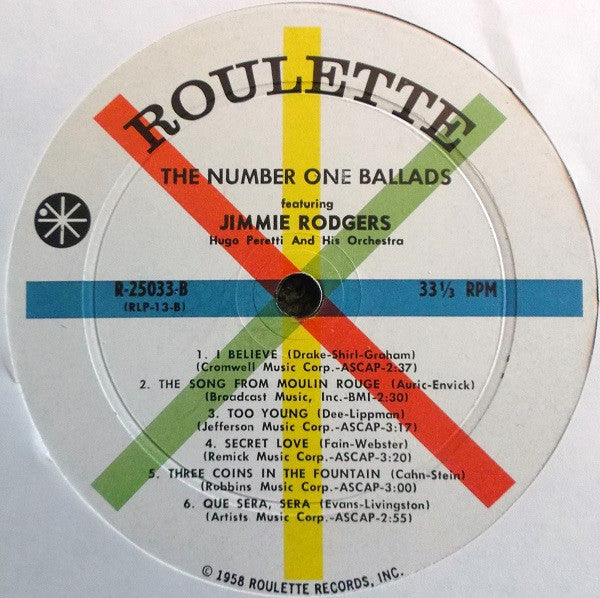 ROULETTE
THE NUMBER ONE BALLADS
featuring
JIMMIE RODGERS
Hugo Peretti And His Orchestra
R-25033-B
(RLP-13-B)
33 1/3 RPM
1. I BELIEVE (Drake-Shirl-Graham)
(Cromwell Music Corp.-ASCAP-2:37)
2. THE SONG FROM MOULIN ROUGE (Auric-Envick)
(Broadcast Music, Inc.-BMI-2:30)
3. TOO YOUNG (Dee-Lippman)
(Jefferson Music Corp.-ASCAP-3:17)
4. SECRET LOVE (Fain-Webster)
(Remick Music Corp.-ASCAP-3:20)
5. THREE COINS IN THE FOUNTAIN (Cahn-Stein)
(Robbins Music Corp.-ASCAP-3:00)
6. QUE SERA, SERA (Evans-Livingston)
(Artists Music Corp.-ASCAP-2:55)
© 1958 ROULETTE RECORDS, INC.